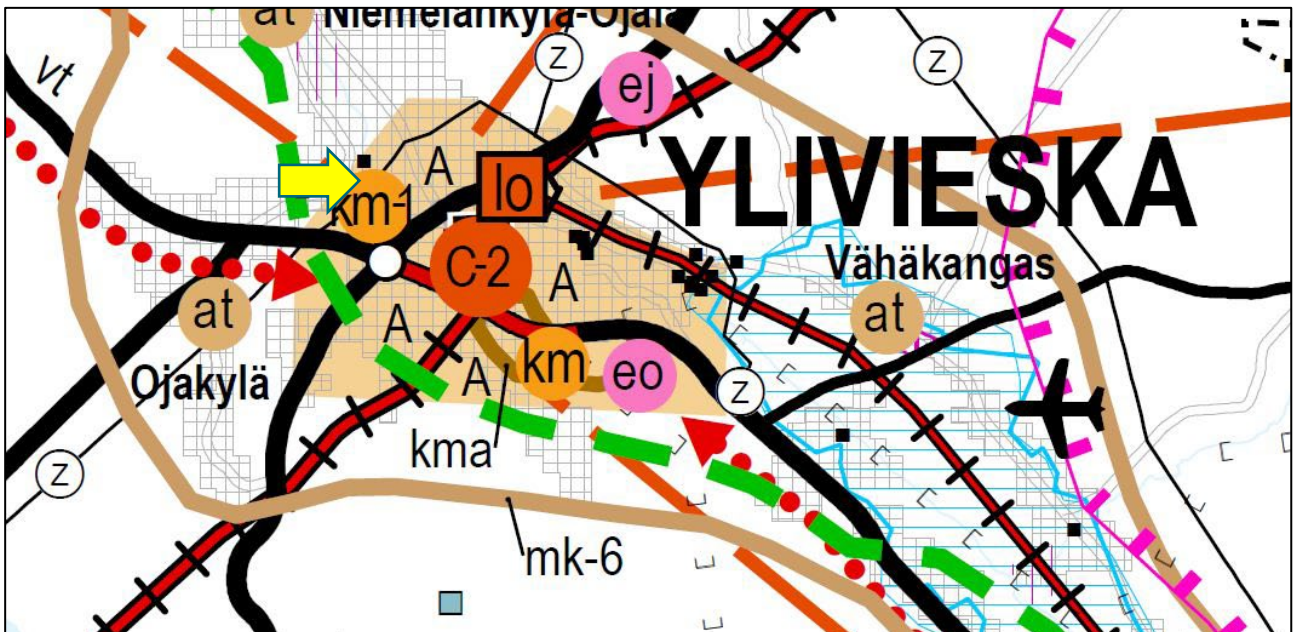 at Niemelänkylä-Ojala
z
z
vt
ej
A
lo
YLIVIESKA
km-1
C-2
A
Vähäkangas
at
at
A
km
eo
A
z
Ojakylä
kma
z
mk-6